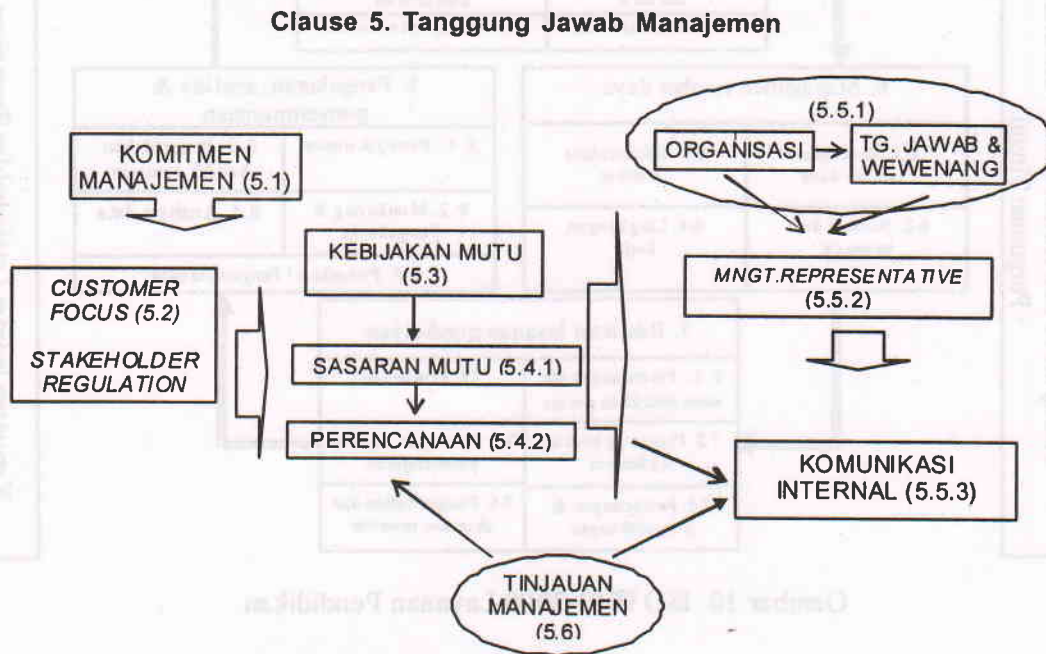 Clause 5. Tanggung Jawab Manajemen
KOMITMEN
MANAJEMEN (5.1)
CUSTOMER
FOCUS (5.2)
STAKEHOLDER
REGULATION
KEBIJAKAN MUTU
(5.3)
SASARAN MUTU (5.4.1)
PERENCANAAN (5.4.2)
(5.5.1)
ORGANISASI
TG. JAWAB &
WEWENANG
MNGT.REPRESENTATIVE
(5.5.2)
KOMUNIKASI
INTERNAL (5.5.3)
TINJAUAN
MANAJEMEN
(5.6)